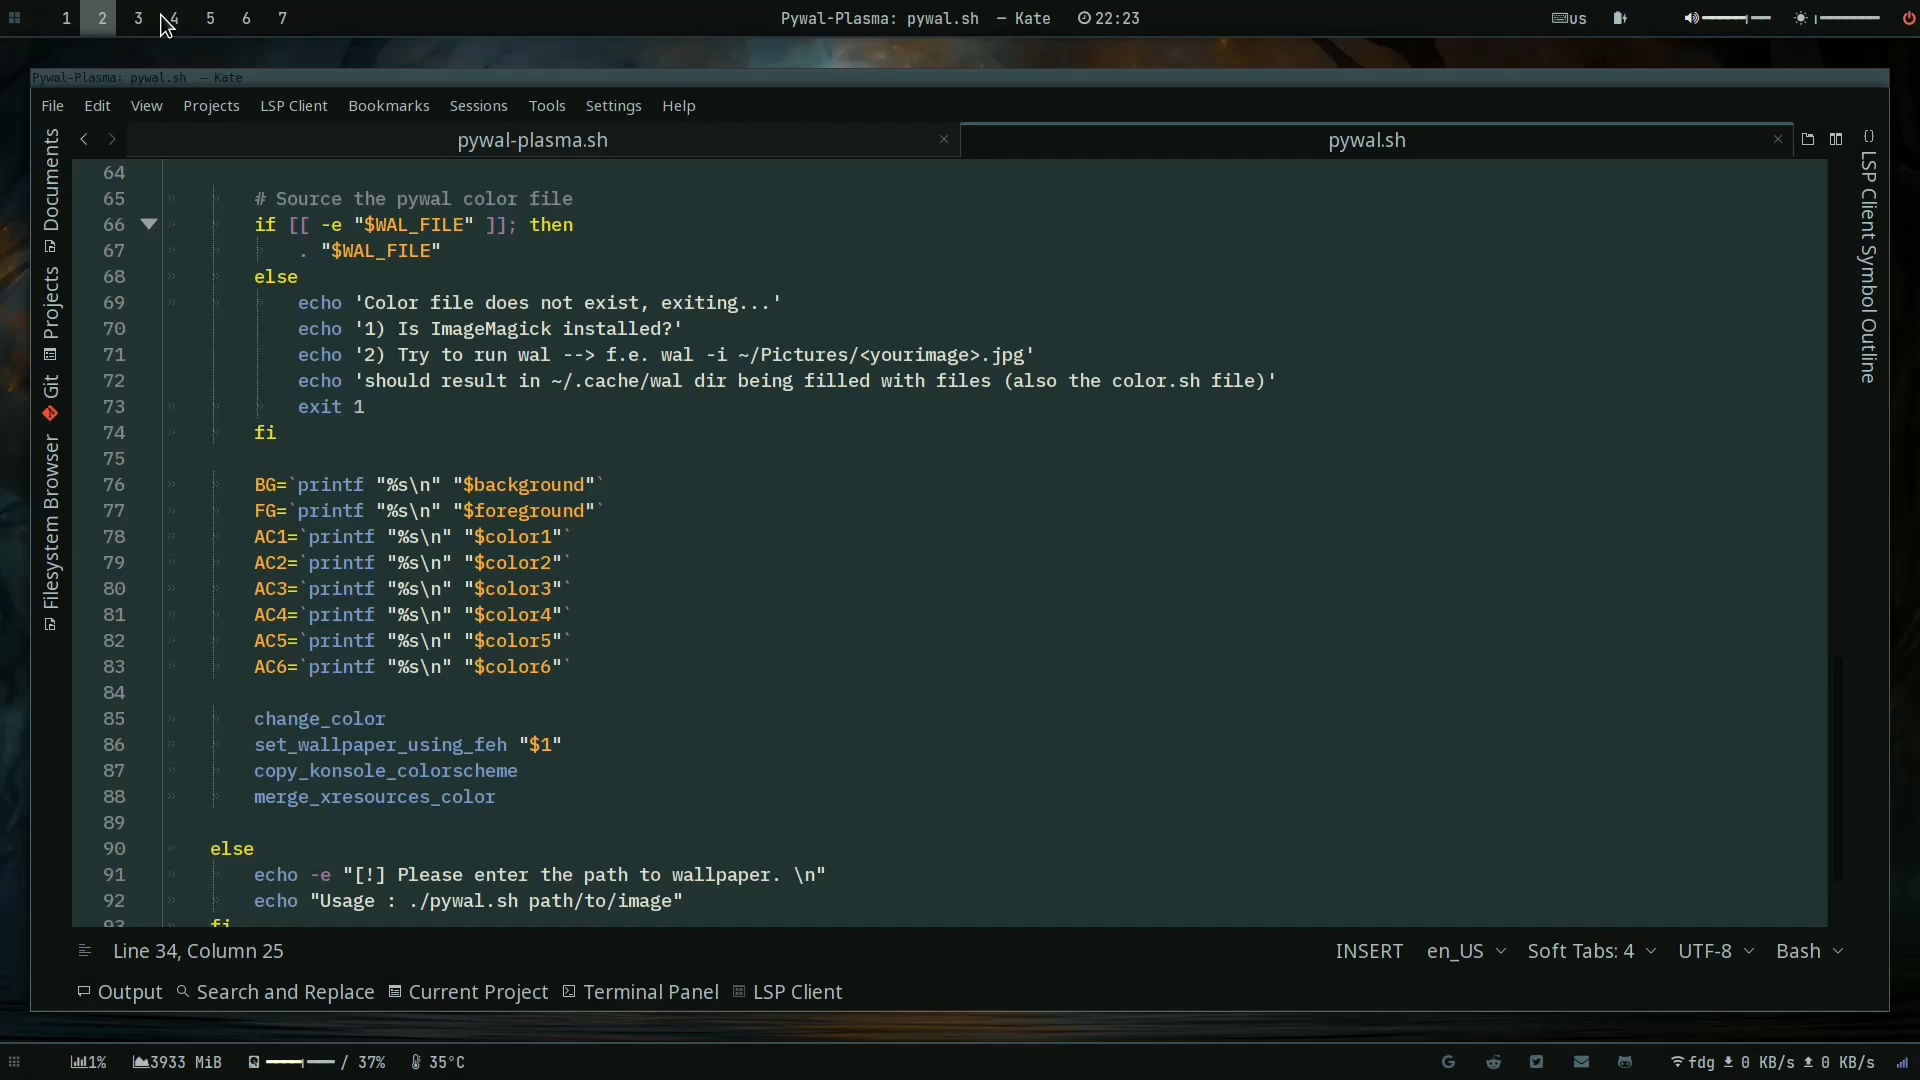 1 2 3 4 5 6 7
Pywal-Plasma: pywal.sh — Kate 22:23
us
Pywal-Plasma: pywal.sh — Kate
File Edit View Projects LSP Client Bookmarks Sessions Tools Settings Help
pywal-plasma.sh pywal.sh
Documents
Projects
Git
Filesystem Browser
64
65 # Source the pywal color file
66 if [[ -e "$WAL_FILE" ]]; then
67 . "$WAL_FILE"
68 else
69 echo 'Color file does not exist, exiting...'
70 echo '1) Is ImageMagick installed?'
71 echo '2) Try to run wal --> f.e. wal -i ~/Pictures/<yourimage>.jpg'
72 echo 'should result in ~/.cache/wal dir being filled with files (also the color.sh file)'
73 exit 1
74 fi
75
76 BG=`printf "%s\n" "$background"`
77 FG=`printf "%s\n" "$foreground"`
78 AC1=`printf "%s\n" "$color1"`
79 AC2=`printf "%s\n" "$color2"`
80 AC3=`printf "%s\n" "$color3"`
81 AC4=`printf "%s\n" "$color4"`
82 AC5=`printf "%s\n" "$color5"`
83 AC6=`printf "%s\n" "$color6"`
84
85 change_color
86 set_wallpaper_using_feh "$1"
87 copy_konsole_colorscheme
88 merge_xresources_color
89
90 else
91 echo -e "[!] Please enter the path to wallpaper. \n"
92 echo "Usage : ./pywal.sh path/to/image"
93 fi
{} LSP Client Symbol Outline
Line 34, Column 25 INSERT en_US Soft Tabs: 4 UTF-8 Bash
Output Search and Replace Current Project Terminal Panel LSP Client
1% 3933 MiB / 37% 35°C
G fdg 0 KB/s 0 KB/s